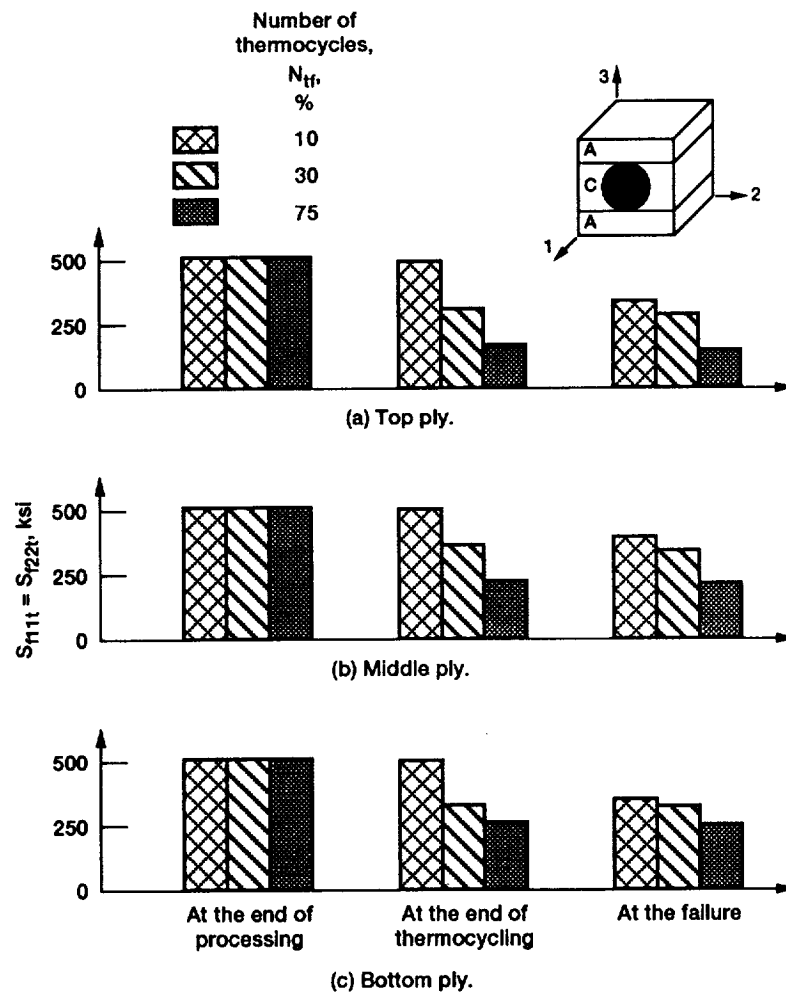 Number of
thermocycles,
N_tf,
%
10
30
75
3
A
C
A
2
1
500
250
0
(a) Top ply.
500
250
0
(b) Middle ply.
S_f11t = S_f22t, ksi
500
250
0
At the end of
processing
At the end of
thermocycling
At the failure
(c) Bottom ply.